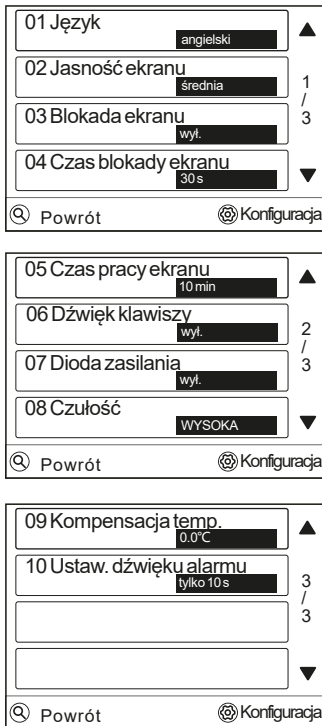 01 Język
angielski
02 Jasność ekranu
średnia
03 Blokada ekranu
wył.
04 Czas blokady ekranu
30 s
1
/
3
Powrót
Konfiguracja
05 Czas pracy ekranu
10 min
06 Dźwięk klawiszy
wył.
07 Dioda zasilania
wył.
08 Czułość
WYSOKA
2
/
3
Powrót
Konfiguracja
09 Kompensacja temp.
0.0°C
10 Ustaw. dźwięku alarmu
tylko 10 s
3
/
3
Powrót
Konfiguracja